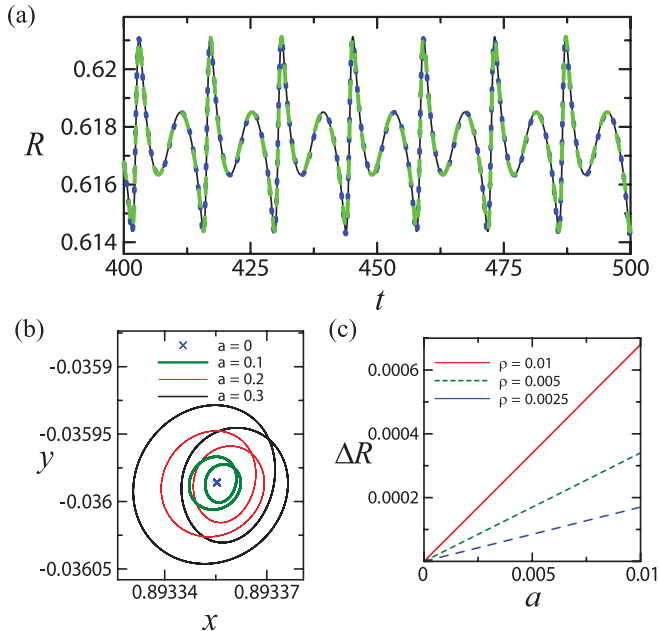 (a)
0.62
0.618
R
0.616
0.614
400 425 450 475 500
t
(b)
× a = 0
a = 0.1
a = 0.2
a = 0.3
-0.0359
-0.03595
y
-0.036
-0.03605
0.89334 0.89337
x
(c)
0.0006
ρ = 0.01
ρ = 0.005
ρ = 0.0025
0.0004
ΔR
0.0002
0 0.005 0.01
a